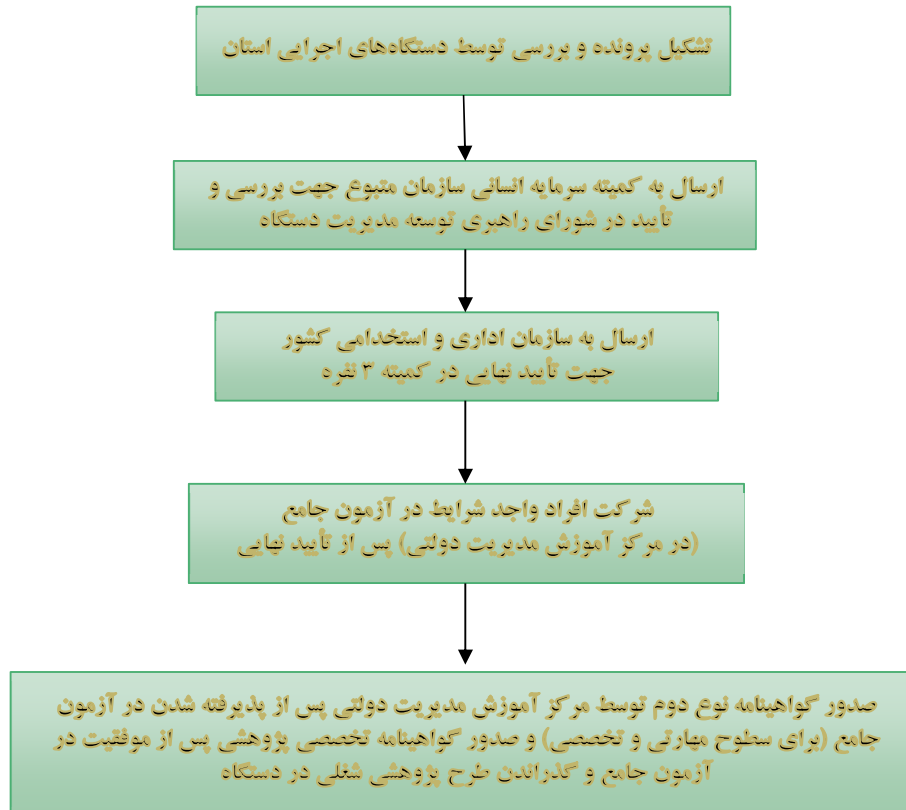 تشکیل پرونده و بررسی توسط دستگاه‌های اجرایی استان
ارسال به کمیته سرمایه انسانی سازمان متبوع جهت بررسی و
تأیید در شورای راهبری توسعه مدیریت دستگاه
ارسال به سازمان اداری و استخدامی کشور
جهت تأیید نهایی در کمیته ۳ نفره
شرکت افراد واجد شرایط در آزمون جامع
(در مرکز آموزش مدیریت دولتی) پس از تأیید نهایی
صدور گواهینامه نوع دوم توسط مرکز آموزش مدیریت دولتی پس از پذیرفته شدن در آزمون
جامع (برای سطوح مهارتی و تخصصی) و صدور گواهینامه تخصصی پژوهشی پس از موفقیت در
آزمون جامع و گذراندن طرح پژوهشی شغلی در دستگاه